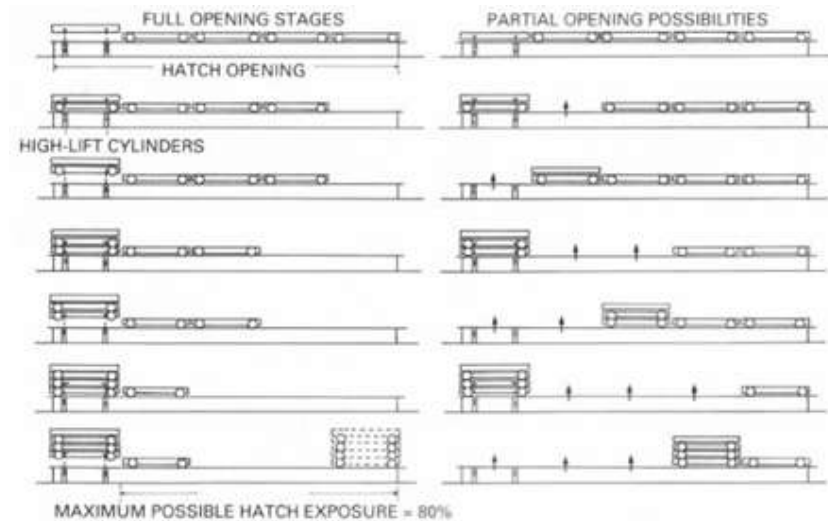 FULL OPENING STAGES
PARTIAL OPENING POSSIBILITIES
HATCH OPENING
HIGH-LIFT CYLINDERS
MAXIMUM POSSIBLE HATCH EXPOSURE = 80%